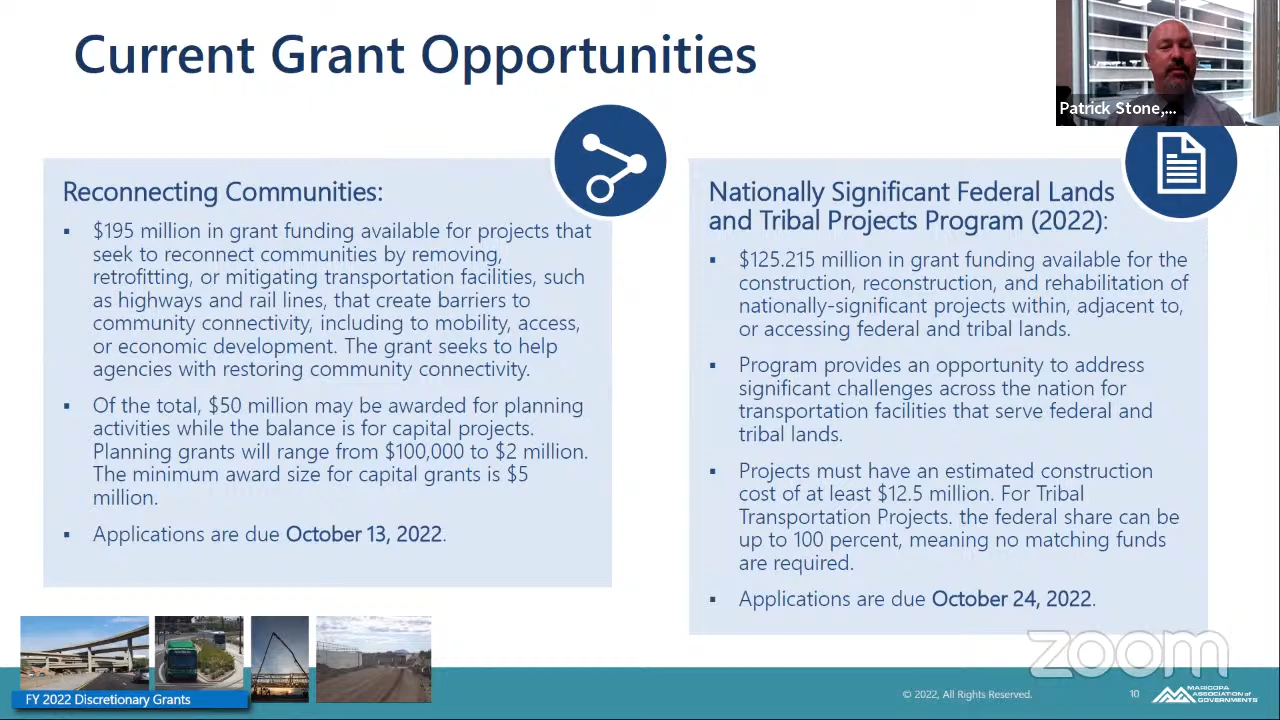 Current Grant Opportunities
Patrick Stone,...
Reconnecting Communities:
▪ $195 million in grant funding available for projects that
seek to reconnect communities by removing,
retrofitting, or mitigating transportation facilities, such
as highways and rail lines, that create barriers to
community connectivity, including to mobility, access,
or economic development. The grant seeks to help
agencies with restoring community connectivity.
▪ Of the total, $50 million may be awarded for planning
activities while the balance is for capital projects.
Planning grants will range from $100,000 to $2 million.
The minimum award size for capital grants is $5
million.
▪ Applications are due October 13, 2022.
Nationally Significant Federal Lands
and Tribal Projects Program (2022):
▪ $125.215 million in grant funding available for the
construction, reconstruction, and rehabilitation of
nationally-significant projects within, adjacent to,
or accessing federal and tribal lands.
▪ Program provides an opportunity to address
significant challenges across the nation for
transportation facilities that serve federal and
tribal lands.
▪ Projects must have an estimated construction
cost of at least $12.5 million. For Tribal
Transportation Projects. the federal share can be
up to 100 percent, meaning no matching funds
are required.
▪ Applications are due October 24, 2022.
zoom
FY 2022 Discretionary Grants
© 2022, All Rights Reserved.
10
MARICOPA
ASSOCIATION of
GOVERNMENTS